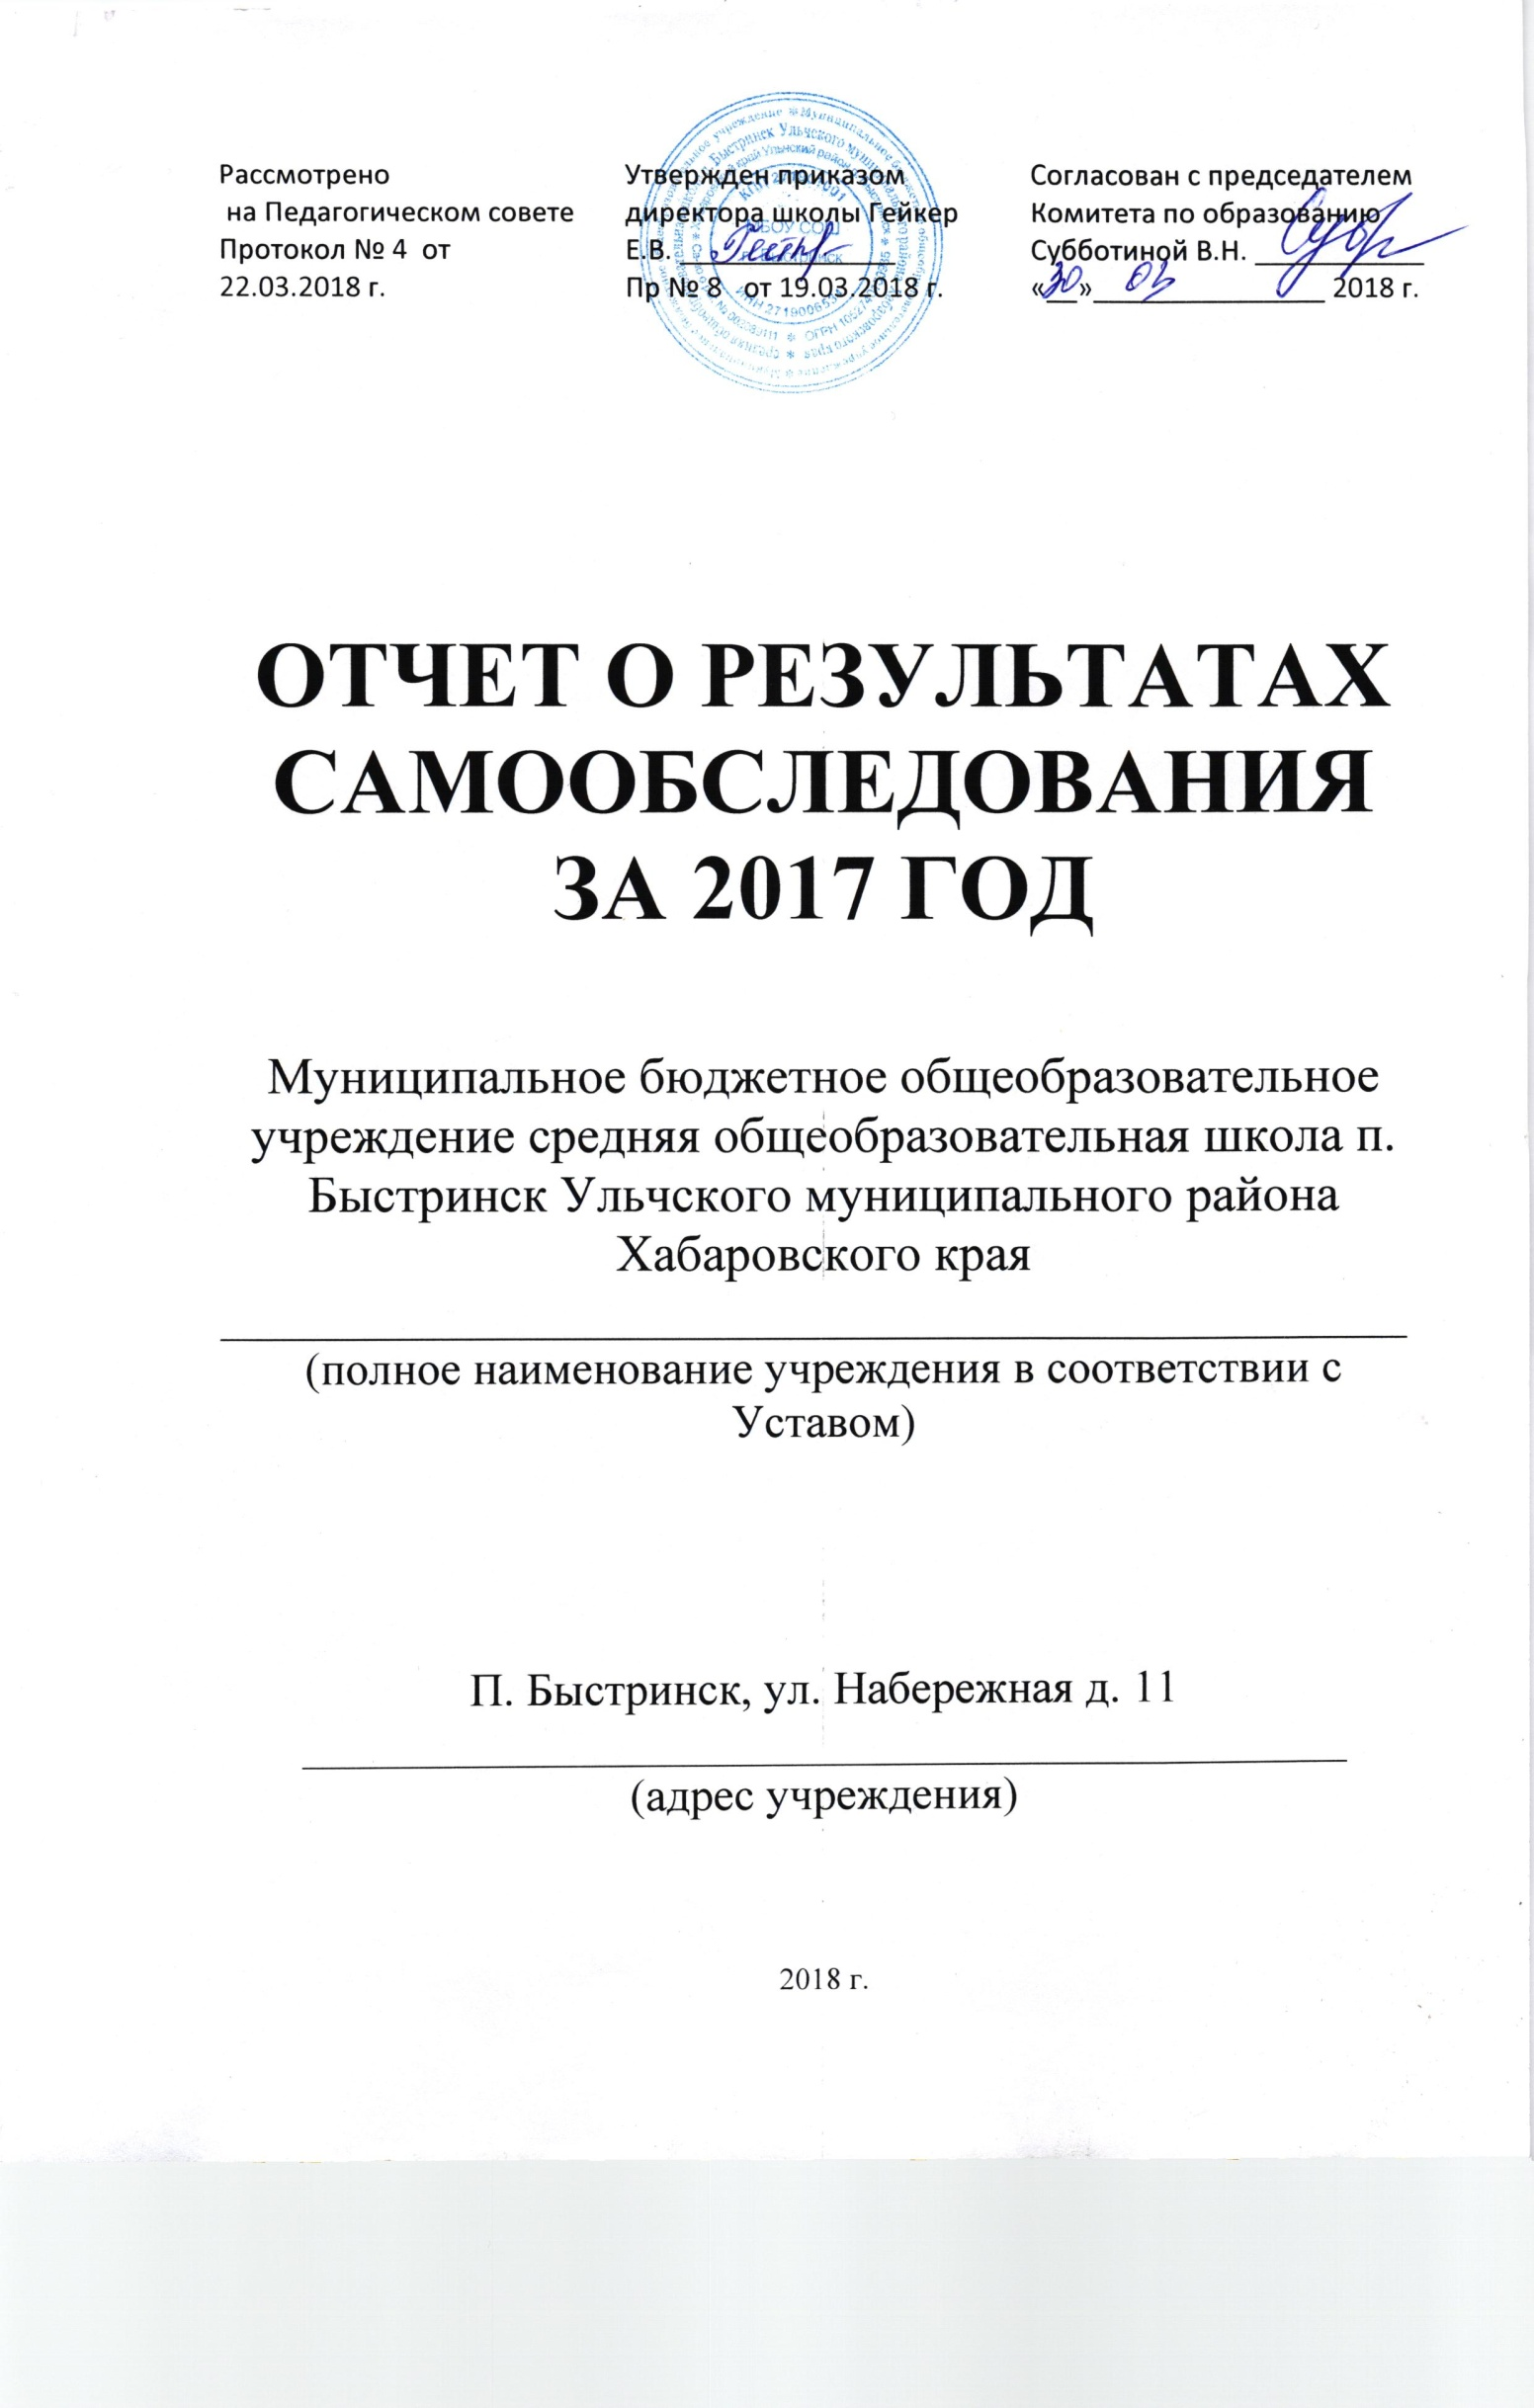 Рассмотрено
на Педагогическом совете
Протокол № 4 от
22.03.2018 г.
Утвержден приказом
директора школы Гейкер
Е.В.
Пр № 8 от 19.03.2018 г.
Согласован с председателем
Комитета по образованию
Субботиной В.Н.
«30» 03 2018 г.
ОТЧЕТ О РЕЗУЛЬТАТАХ
САМООБСЛЕДОВАНИЯ
ЗА 2017 ГОД
Муниципальное бюджетное общеобразовательное
учреждение средняя общеобразовательная школа п.
Быстринск Ульчского муниципального района
Хабаровского края
(полное наименование учреждения в соответствии с
Уставом)
П. Быстринск, ул. Набережная д. 11
(адрес учреждения)
2018 г.